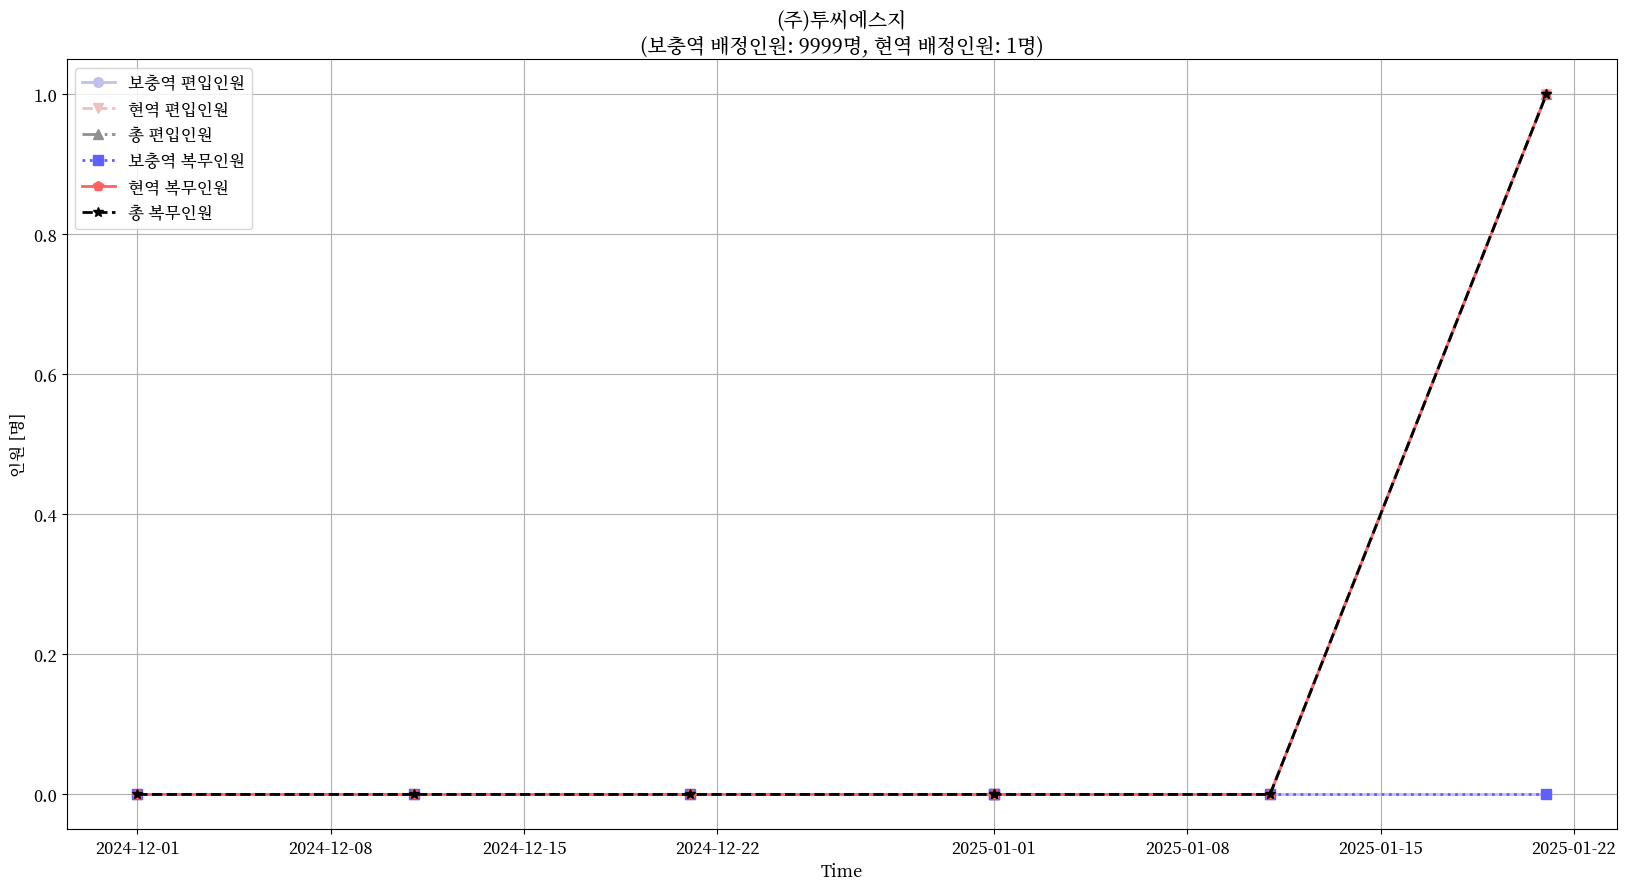 (주)투씨에스지
(보충역 배정인원: 9999명, 현역 배정인원: 1명)
보충역 편입인원
현역 편입인원
총 편입인원
보충역 복무인원
현역 복무인원
총 복무인원
1.0
0.8
0.6
0.4
0.2
0.0
인원 [명]
2024-12-01
2024-12-08
2024-12-15
2024-12-22
2025-01-01
2025-01-08
2025-01-15
2025-01-22
Time